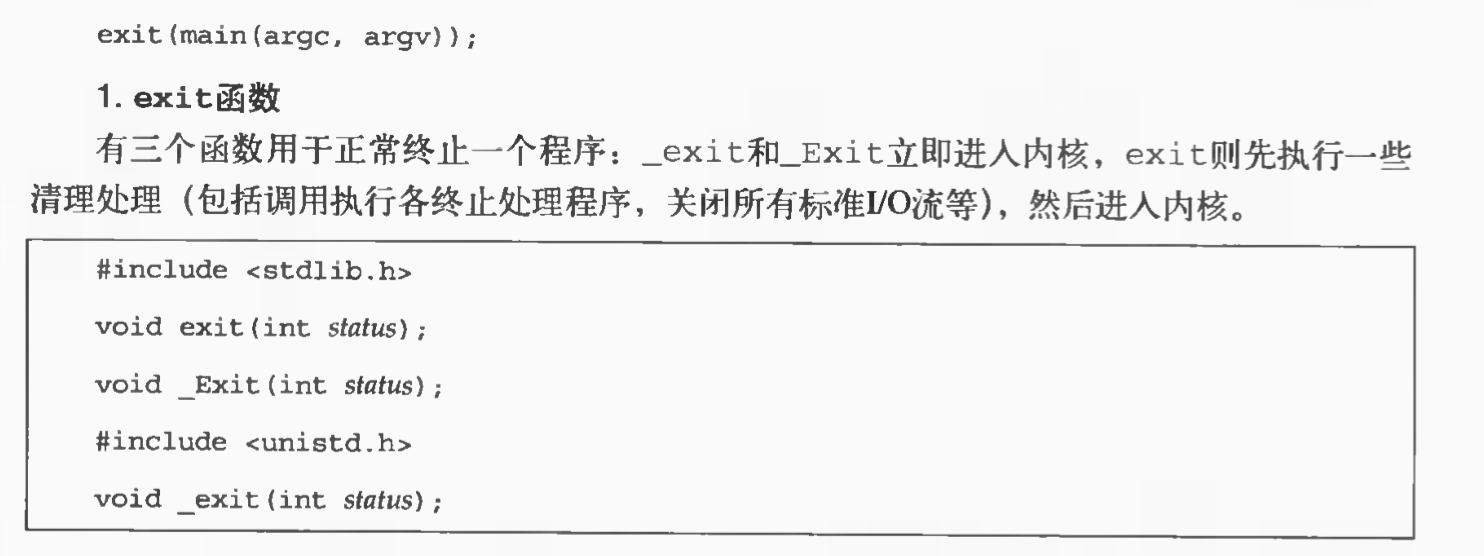 exit(main(argc, argv));
1. exit函数
有三个函数用于正常终止一个程序：_exit和_Exit立即进入内核，exit则先执行一些
清理处理（包括调用执行各终止处理程序，关闭所有标准I/O流等），然后进入内核。
#include <stdlib.h>
void exit(int status);
void _Exit(int status);
#include <unistd.h>
void _exit(int status);